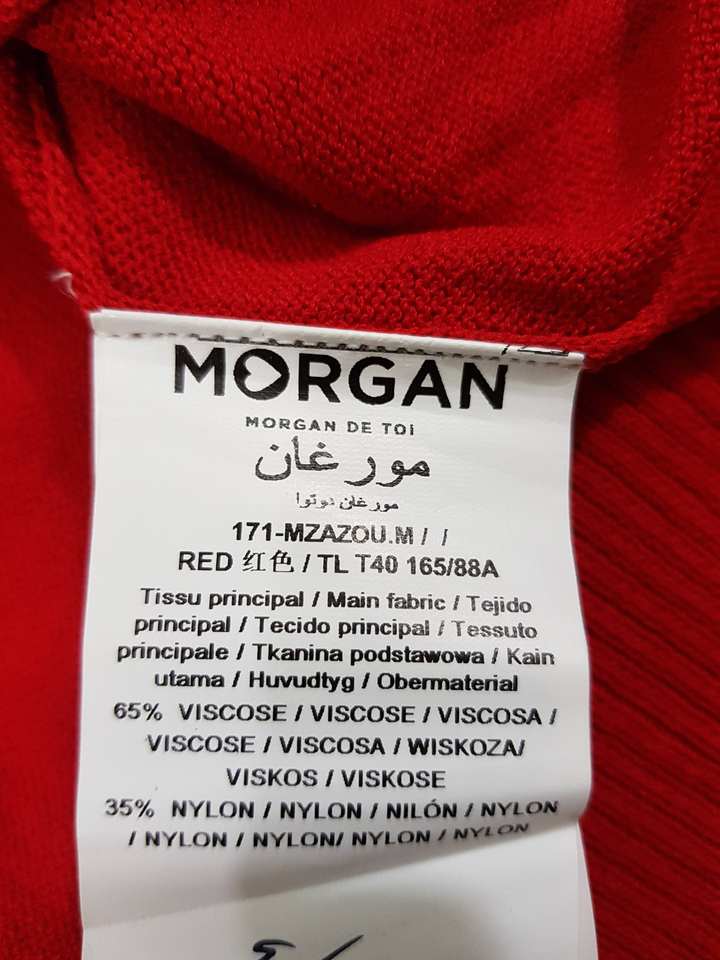 MORGAN
MORGAN DE TOI
مورغان
مورغان دوتوا
171-MZAZOU.M / /
RED 红色 / TL T40 165/88A
Tissu principal / Main fabric / Tejido
principal / Tecido principal / Tessuto
principale / Tkanina podstawowa / Kain
utama / Huvudtyg / Obermaterial
65% VISCOSE / VISCOSE / VISCOSA /
VISCOSE / VISCOSA / WISKOZA/
VISKOS / VISKOSE
35% NYLON / NYLON / NILÓN / NYLON
/ NYLON / NYLON/ NYLON / NYLON